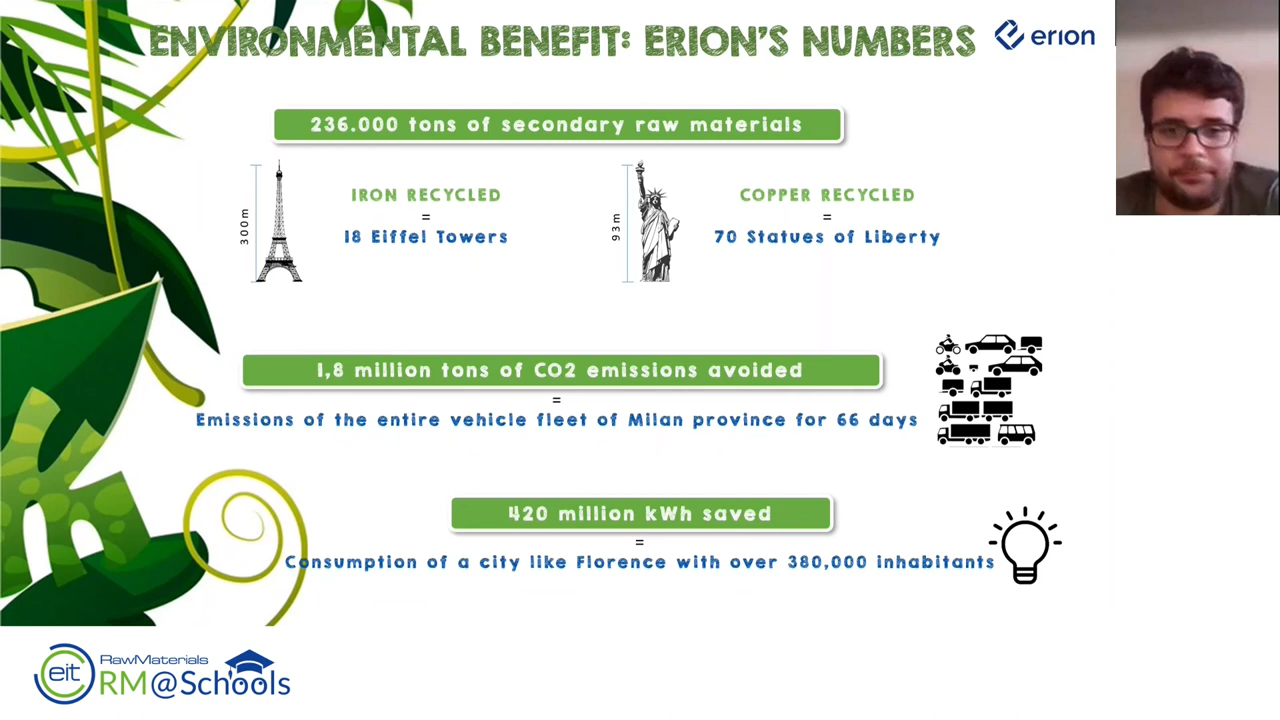 ENVIRONMENTAL BENEFIT: ERION'S NUMBERS
erion
236.000 tons of secondary raw materials
300m
IRON RECYCLED
=
18 Eiffel Towers
93m
COPPER RECYCLED
=
70 Statues of Liberty
1,8 million tons of CO2 emissions avoided
=
Emissions of the entire vehicle fleet of Milan province for 66 days
420 million kWh saved
=
Consumption of a city like Florence with over 380,000 inhabitants
eit
RawMaterials
RM@Schools